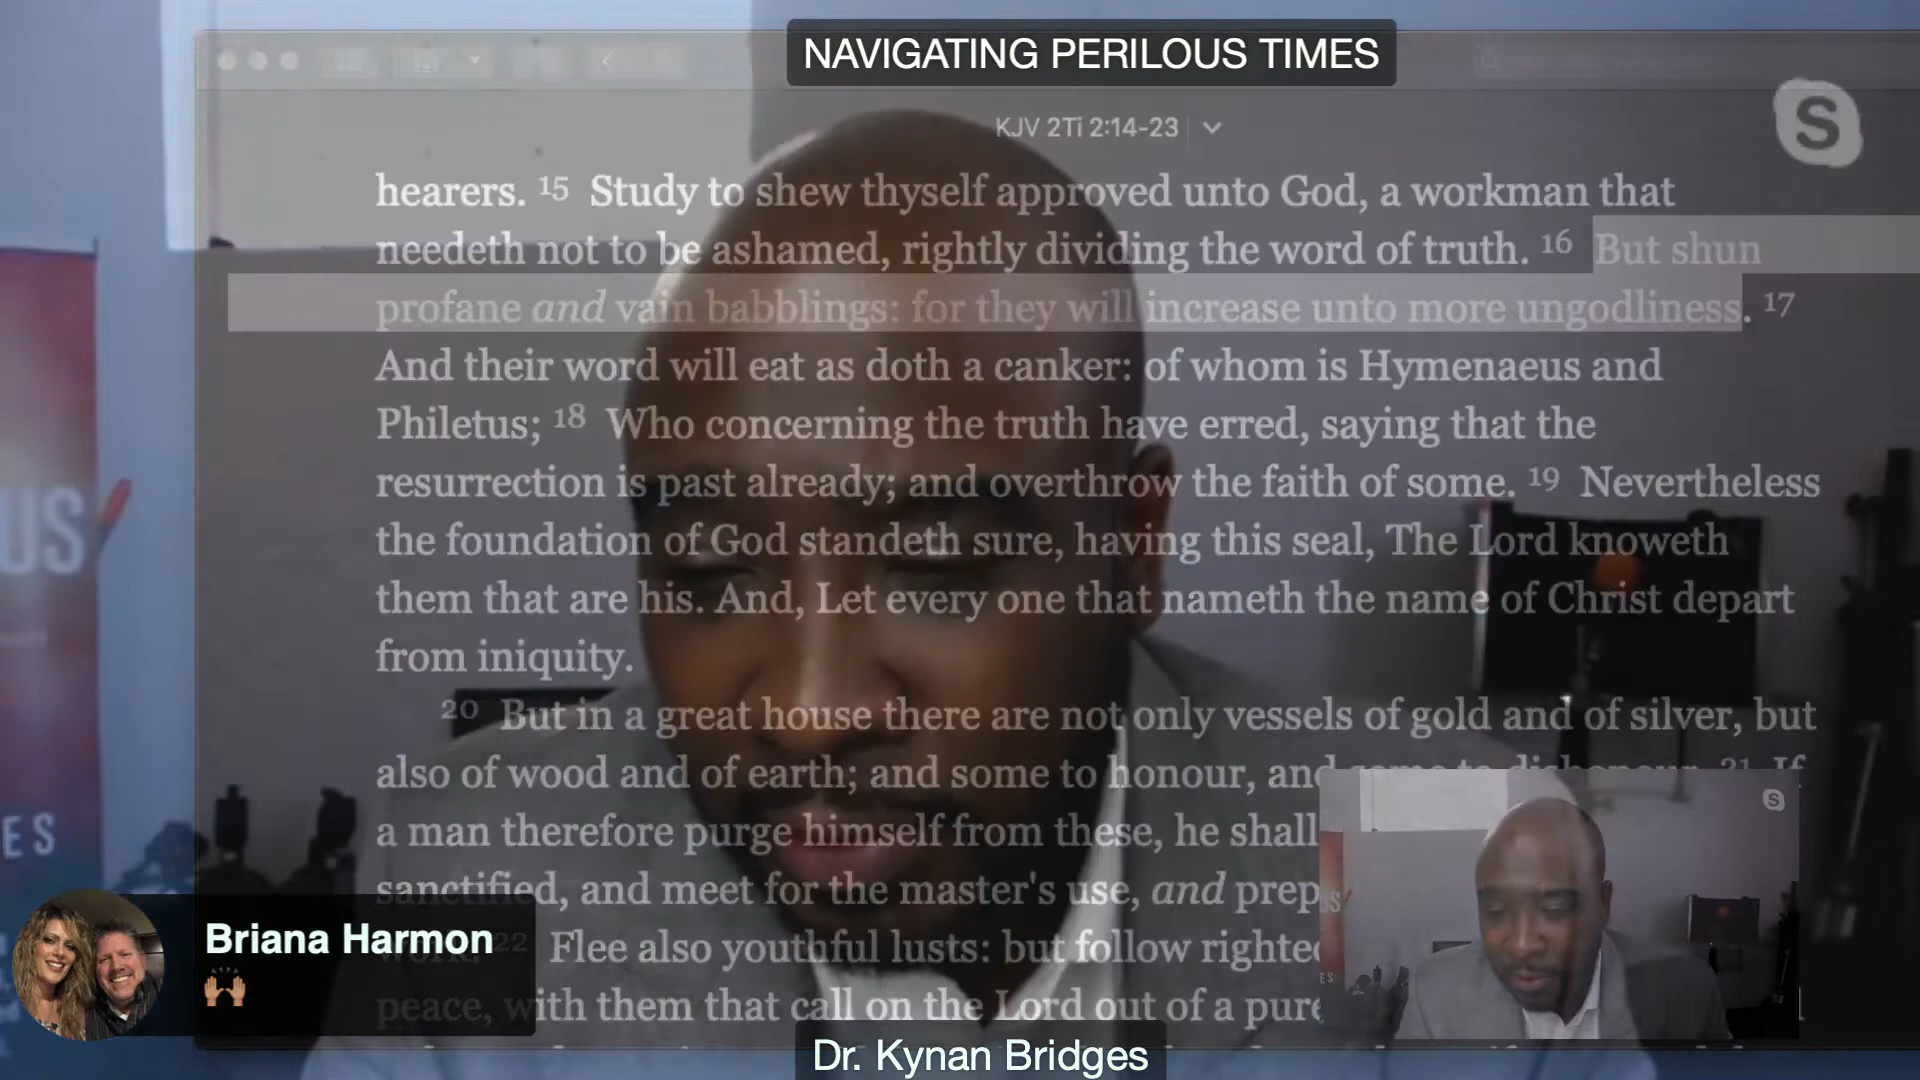 NAVIGATING PERILOUS TIMES
KJV 2Ti 2:14-23
S
hearers. 15 Study to shew thyself approved unto God, a workman that
needeth not to be ashamed, rightly dividing the word of truth. 16 But shun
profane and vain babblings: for they will increase unto more ungodliness. 17
And their word will eat as doth a canker: of whom is Hymenaeus and
Philetus; 18 Who concerning the truth have erred, saying that the
resurrection is past already; and overthrow the faith of some. 19 Nevertheless
the foundation of God standeth sure, having this seal, The Lord knoweth
them that are his. And, Let every one that nameth the name of Christ depart
from iniquity.
20 But in a great house there are not only vessels of gold and of silver, but
also of wood and of earth; and some to honour, and some to dishonour. 21 If
a man therefore purge himself from these, he shall
sanctified, and meet for the master's use, and prep
22 Flee also youthful lusts: but follow righte
peace, with them that call on the Lord out of a pure
US
ES
Briana Harmon
S
Dr. Kynan Bridges